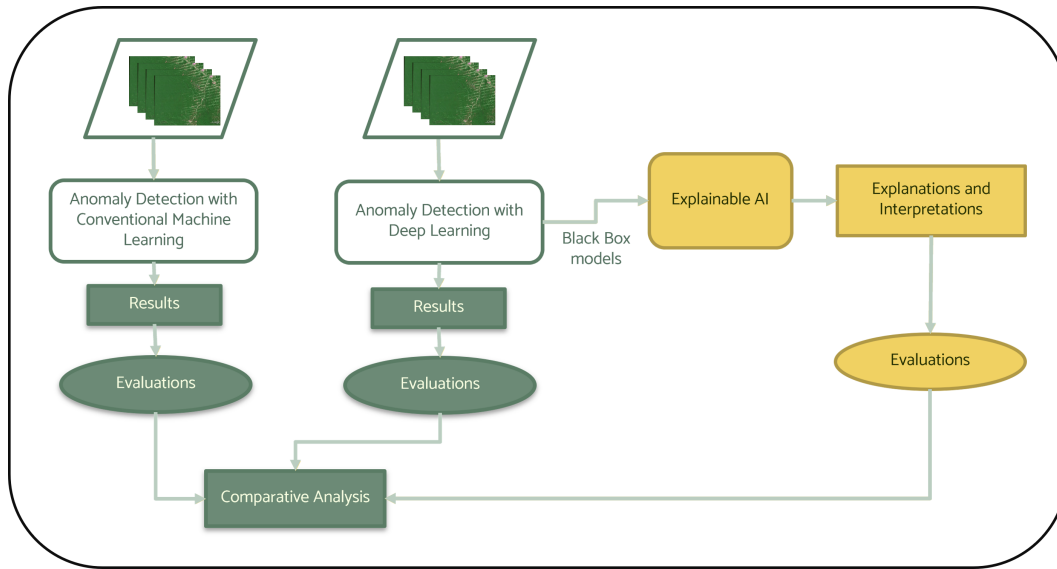 Anomaly Detection with
Conventional Machine
Learning
Anomaly Detection with
Deep Learning
Black Box
models
Explainable AI
Explanations and
Interpretations
Results
Results
Evaluations
Evaluations
Evaluations
Comparative Analysis